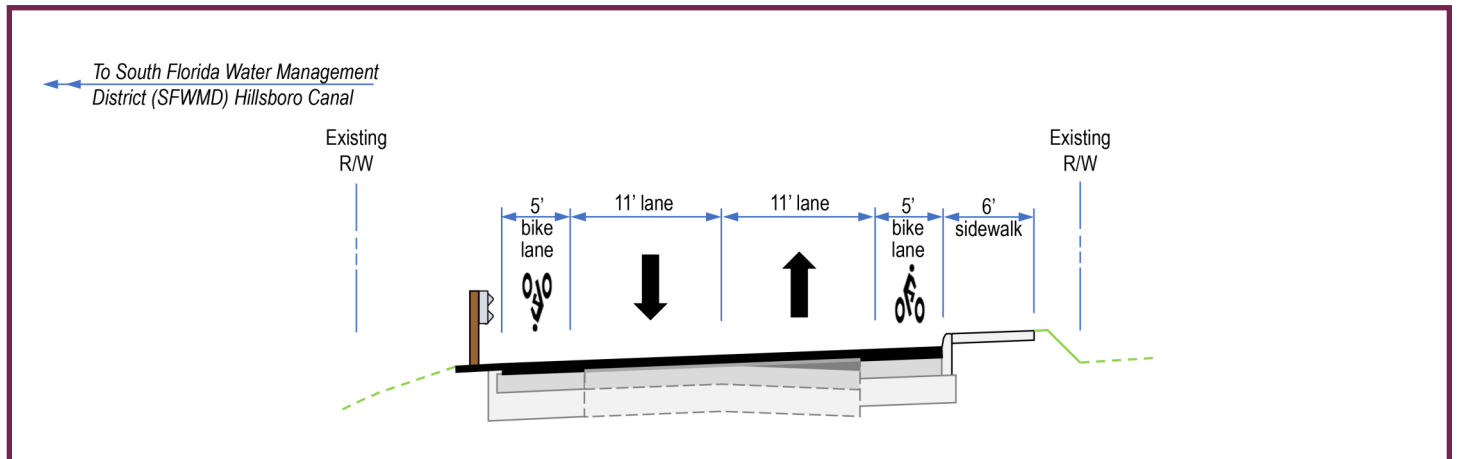 To South Florida Water Management
District (SFWMD) Hillsboro Canal
Existing
R/W
Existing
R/W
5'
bike
lane
11' lane
11' lane
5'
bike
lane
6'
sidewalk